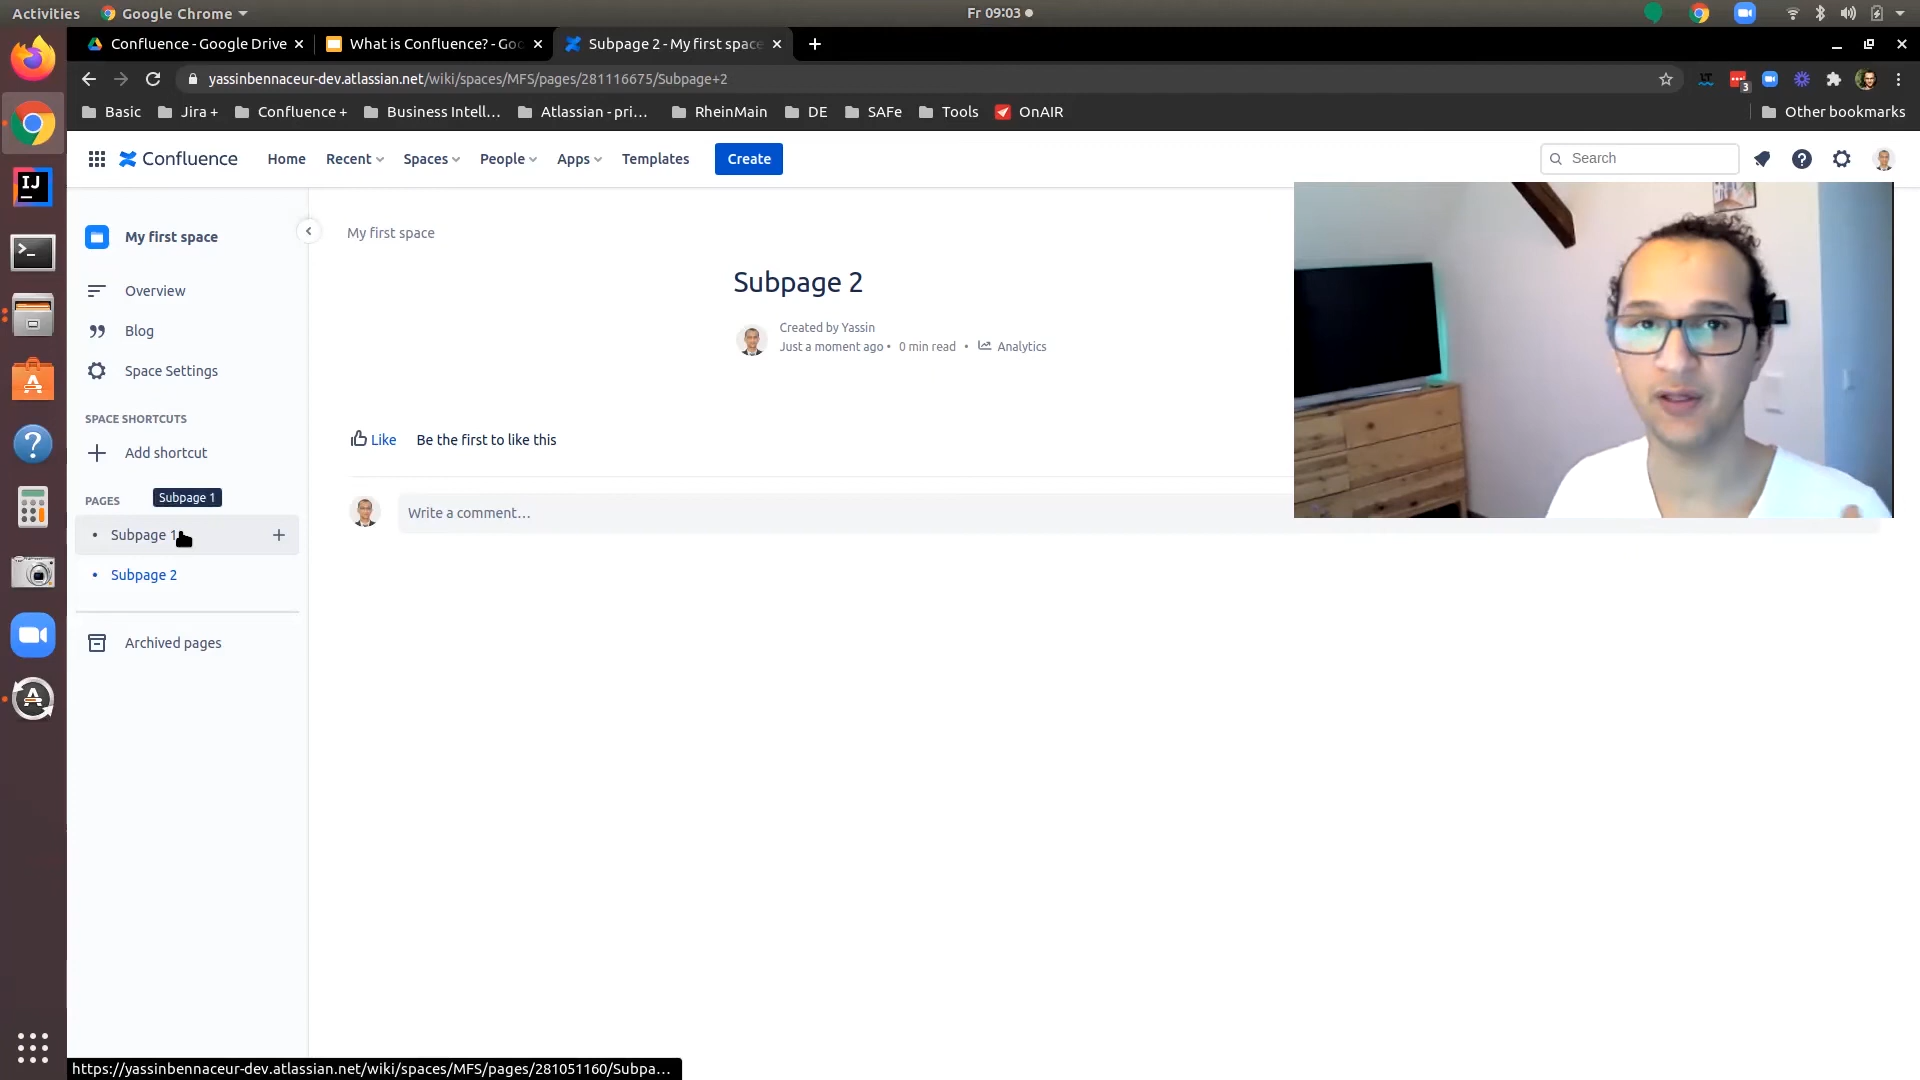 Activities
Google Chrome
Fr 09:03
Confluence - Google Drive
What is Confluence? - Goo
Subpage 2 - My first space
yassinbennaceur-dev.atlassian.net/wiki/spaces/MFS/pages/281116675/Subpage+2
3
Basic
Jira +
Confluence +
Business Intell...
Atlassian - pri...
RheinMain
DE
SAFe
Tools
OnAIR
Other bookmarks
Confluence
Home
Recent
Spaces
People
Apps
Templates
Create
Search
My first space
Overview
Blog
Space Settings
SPACE SHORTCUTS
Add shortcut
PAGES
Subpage 1
Subpage 1
Subpage 2
Archived pages
My first space
Subpage 2
Created by Yassin
Just a moment ago • 0 min read • Analytics
Like
Be the first to like this
Write a comment...
https://yassinbennaceur-dev.atlassian.net/wiki/spaces/MFS/pages/281051160/Subpa...
IJ